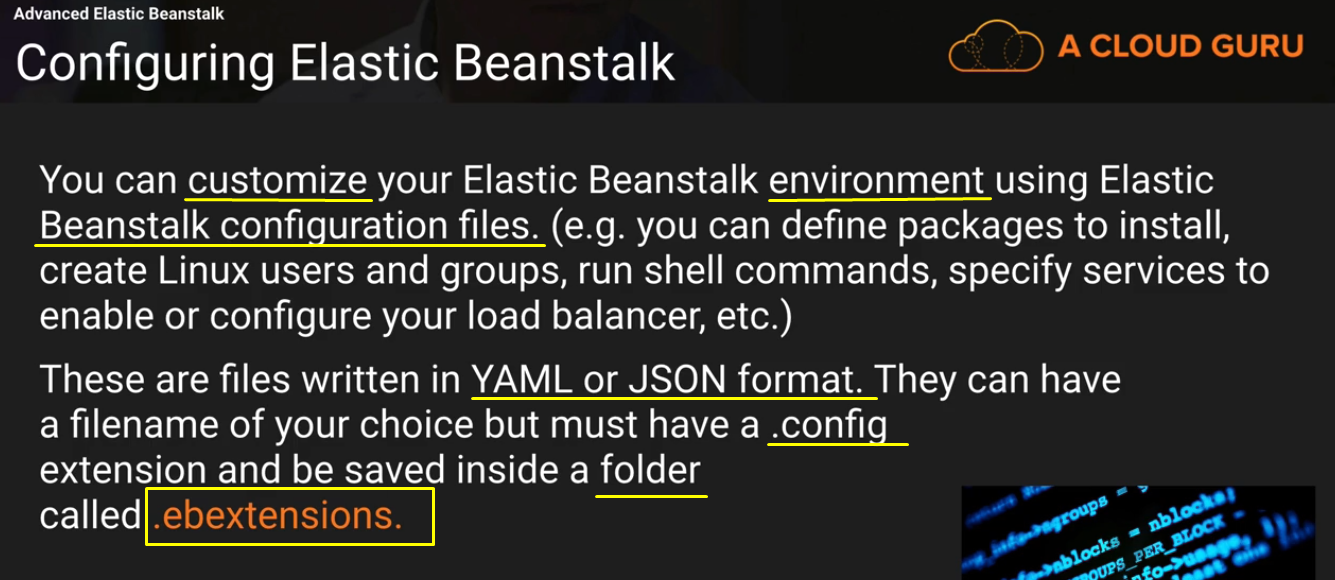 Advanced Elastic Beanstalk
Configuring Elastic Beanstalk
A CLOUD GURU
You can customize your Elastic Beanstalk environment using Elastic
Beanstalk configuration files. (e.g. you can define packages to install,
create Linux users and groups, run shell commands, specify services to
enable or configure your load balancer, etc.)
These are files written in YAML or JSON format. They can have
a filename of your choice but must have a .config
extension and be saved inside a folder
called .ebextensions.
= nblocks;
nblocks